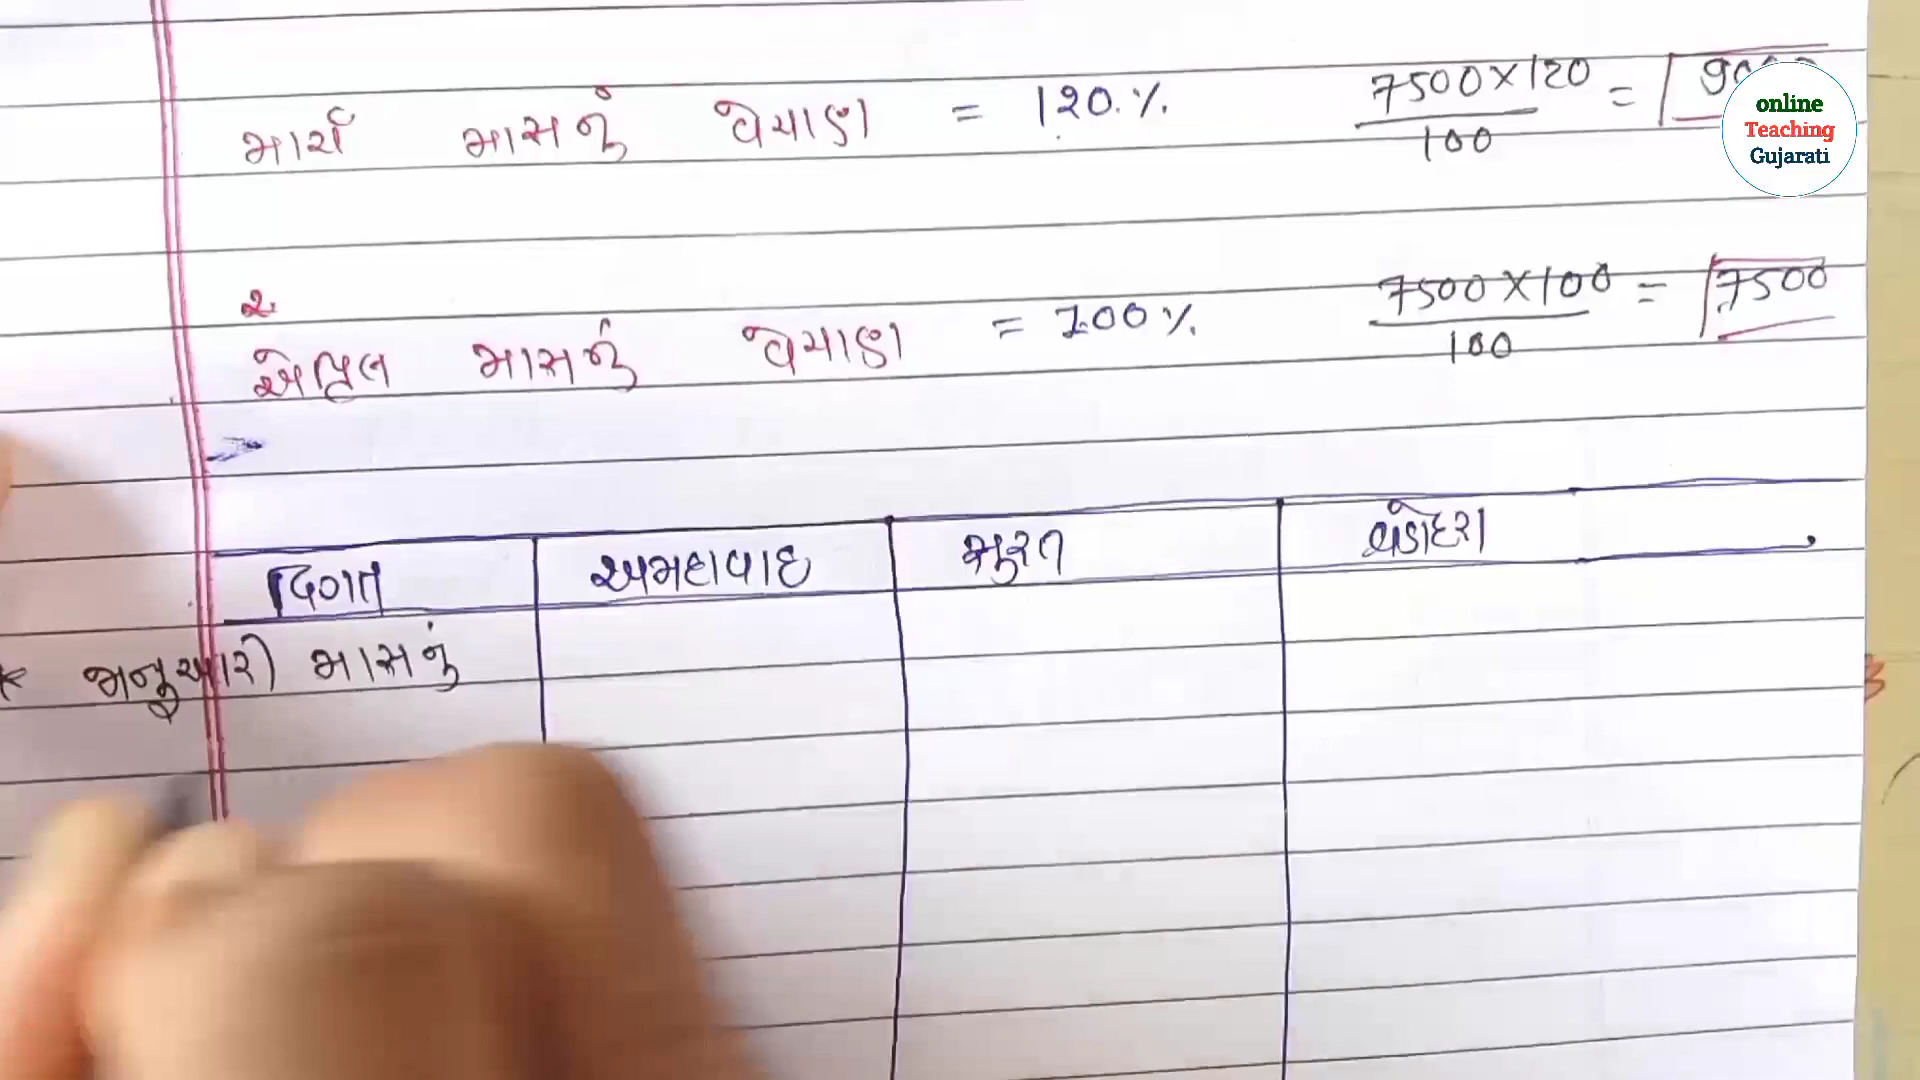 માર્ચ માસનું વેચાણ = 120.% 7500×120 / 100 =
online
Teaching
Gujarati
2.
એપ્રિલ માસનું વેચાણ = 100% 7500×100 / 100 = 7500
વિગત અમદાવાદ સુરત વડોદરા
* જાનુઆરી માસનું